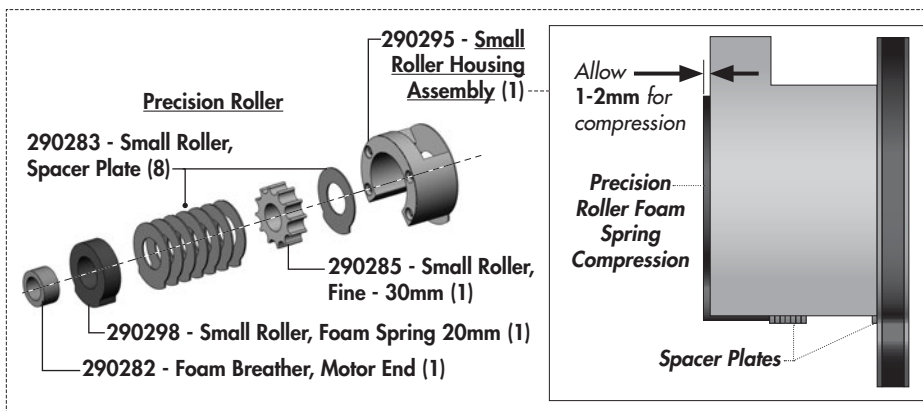 290295 - Small
Roller Housing
Assembly (1)
Precision Roller
290283 - Small Roller,
Spacer Plate (8)
290285 - Small Roller,
Fine - 30mm (1)
290298 - Small Roller, Foam Spring 20mm (1)
290282 - Foam Breather, Motor End (1)
Allow
1-2mm for
compression
Precision
Roller Foam
Spring
Compression
Spacer Plates